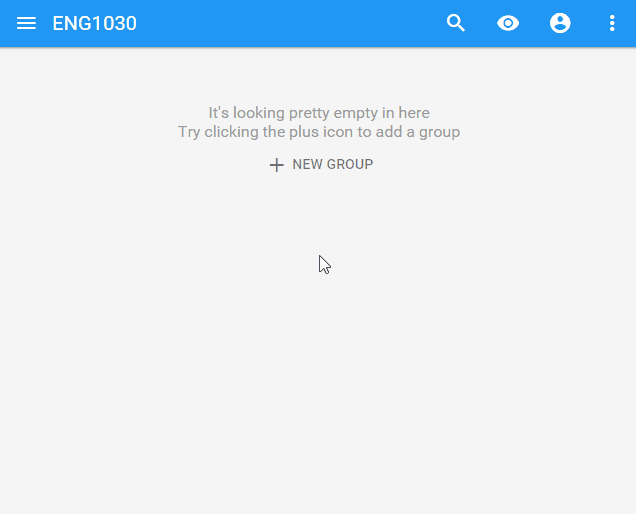 ENG1030
It's looking pretty empty in here
Try clicking the plus icon to add a group
NEW GROUP